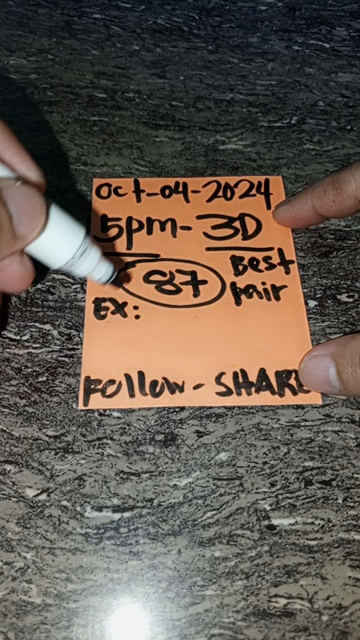 Oct-04-2024
5pm-3D
87 Best
pair
EX:
Follow - SHARE